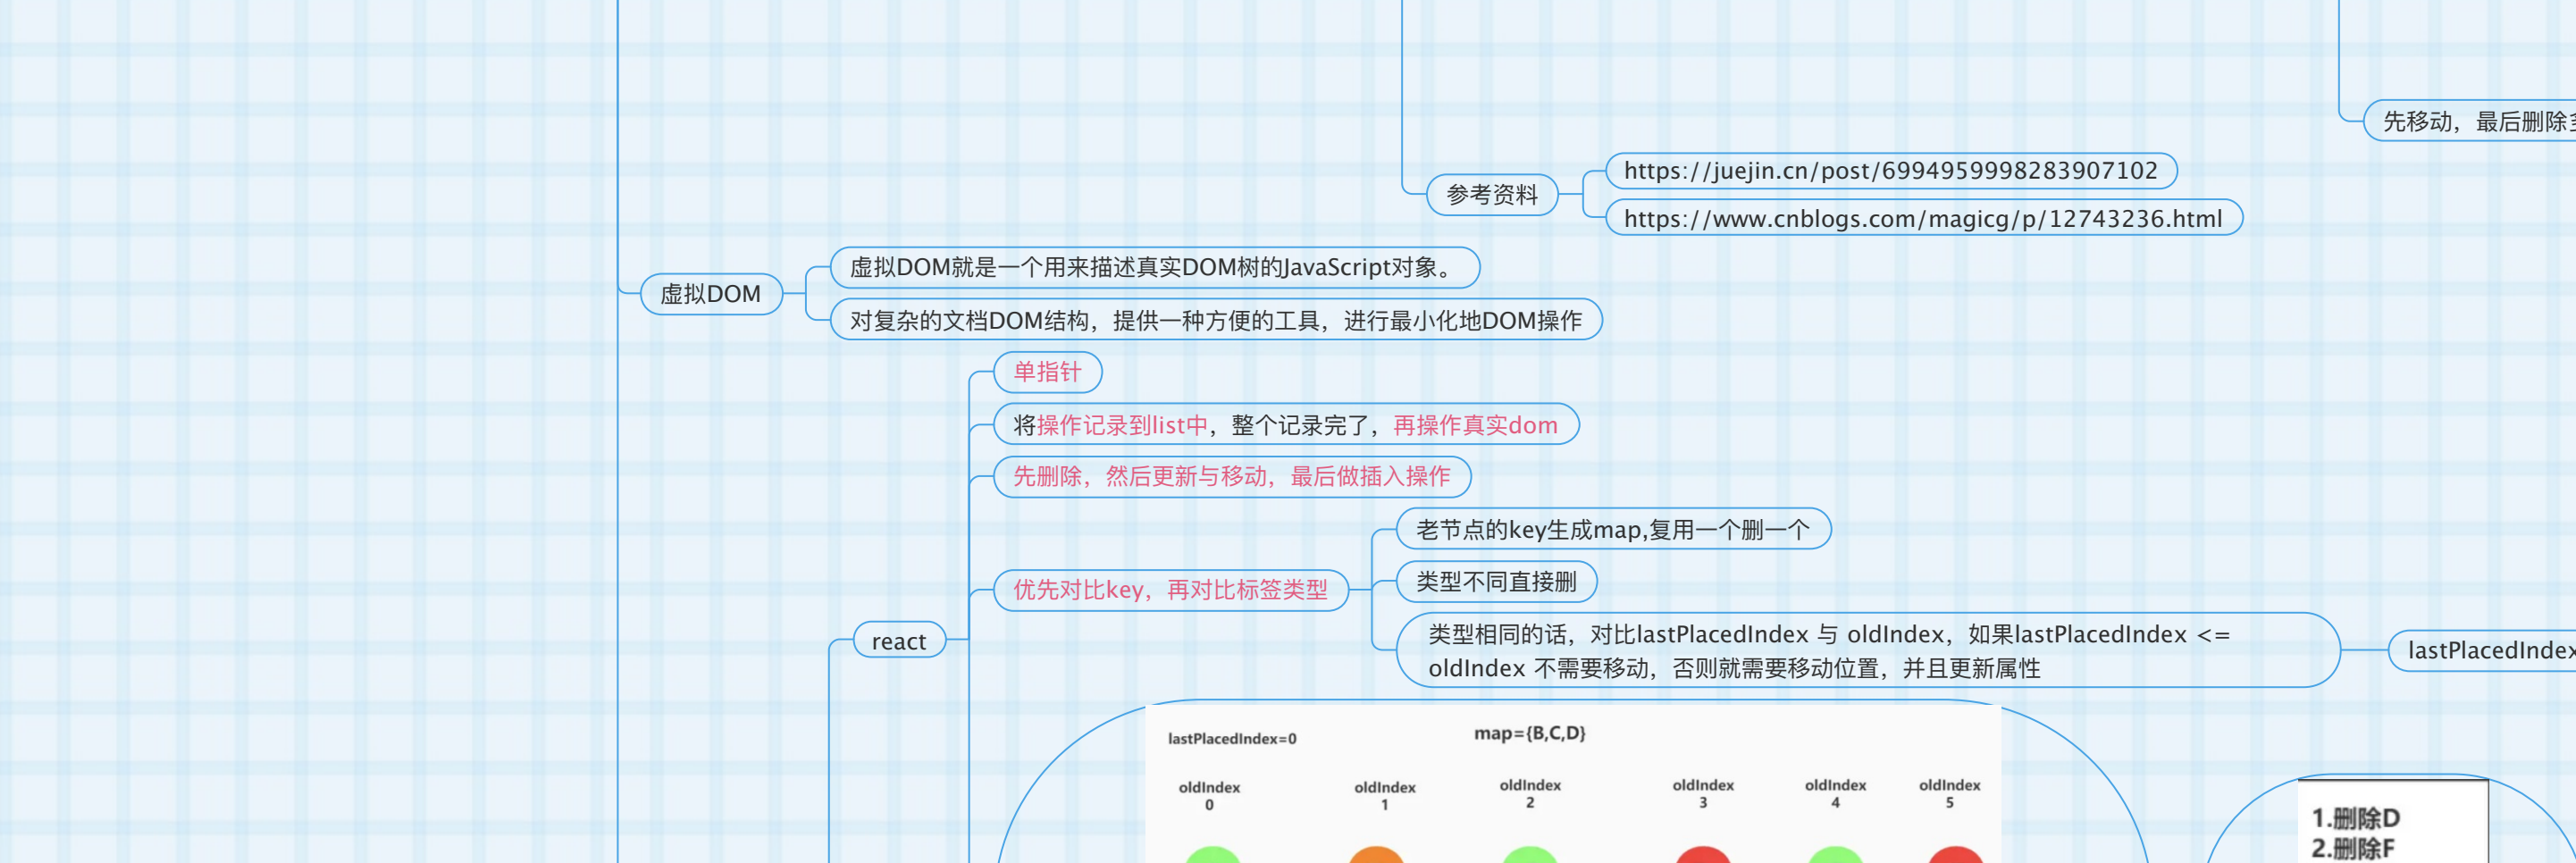 先移动，最后删除
参考资料
https://juejin.cn/post/6994959998283907102
https://www.cnblogs.com/magicg/p/12743236.html
虚拟DOM
虚拟DOM就是一个用来描述真实DOM树的JavaScript对象。
对复杂的文档DOM结构，提供一种方便的工具，进行最小化地DOM操作
react
单指针
将操作记录到list中，整个记录完了，再操作真实dom
先删除，然后更新与移动，最后做插入操作
优先对比key，再对比标签类型
老节点的key生成map,复用一个删一个
类型不同直接删
类型相同的话，对比lastPlacedIndex 与 oldIndex，如果lastPlacedIndex <=
oldIndex 不需要移动，否则就需要移动位置，并且更新属性
lastPlacedIndex
lastPlacedIndex=0
map={B,C,D}
oldIndex
0
oldIndex
1
oldIndex
2
oldIndex
3
oldIndex
4
oldIndex
5
1.删除D
2.删除F